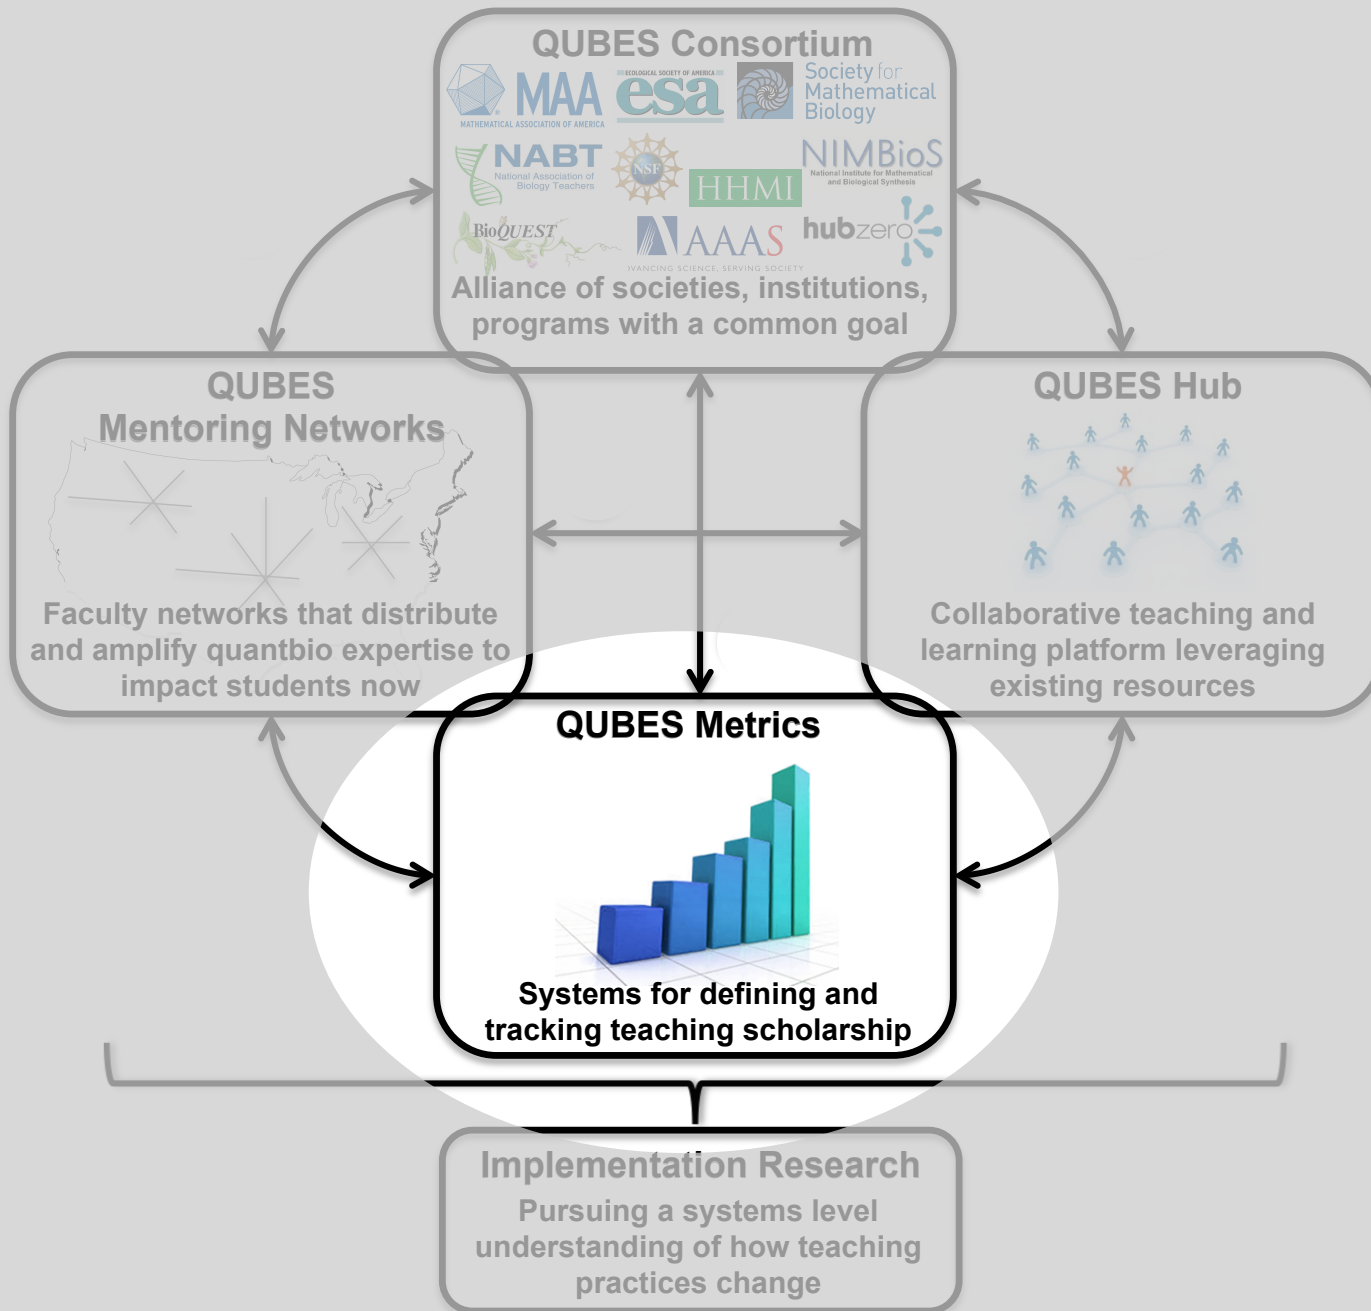 QUBES Consortium
MAA
MATHEMATICAL ASSOCIATION OF AMERICA
ECOLOGICAL SOCIETY OF AMERICA
esa
Society for
Mathematical
Biology
NABT
National Association of
Biology Teachers
NSF
HHMI
NIMBioS
National Institute for Mathematical
and Biological Synthesis
BioQUEST
AAAS
VANCING SCIENCE, SERVING SOCIETY
hubzero
Alliance of societies, institutions,
programs with a common goal
QUBES
Mentoring Networks
Faculty networks that distribute
and amplify quantbio expertise to
impact students now
QUBES Hub
Collaborative teaching and
learning platform leveraging
existing resources
QUBES Metrics
Systems for defining and
tracking teaching scholarship
Implementation Research
Pursuing a systems level
understanding of how teaching
practices change